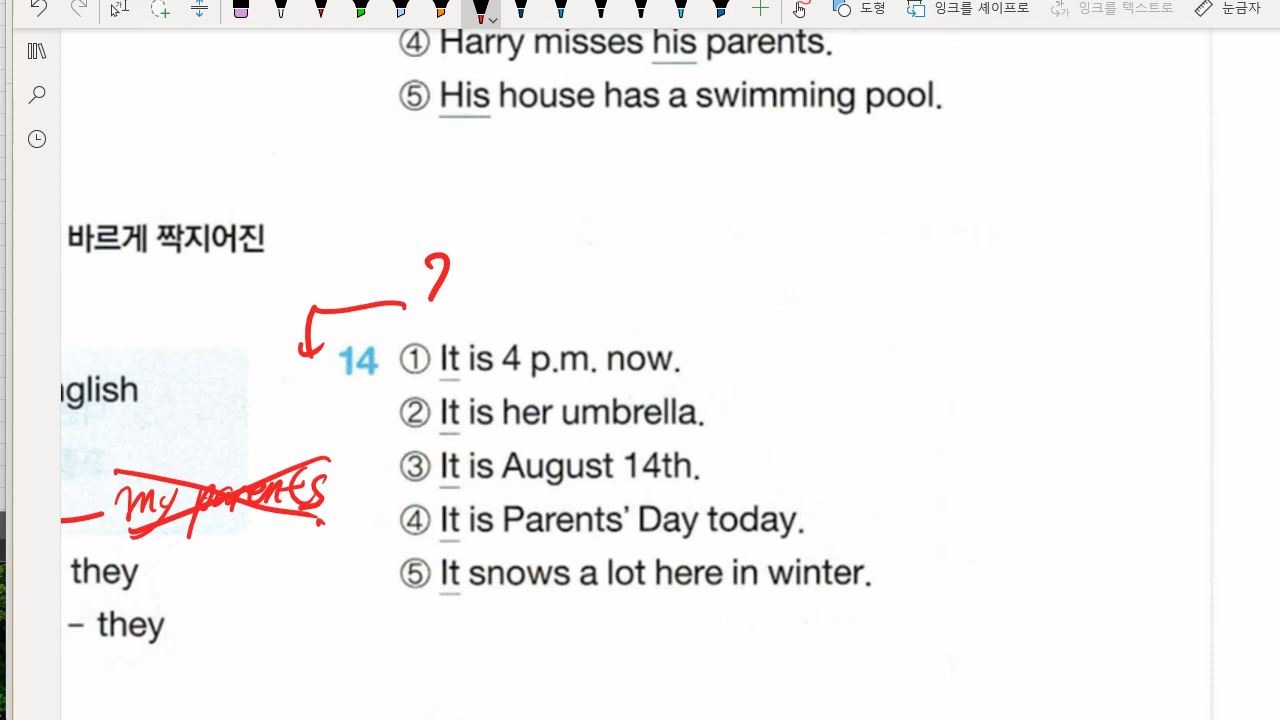 도형 잉크를 셰이프로 잉크를 텍스트로 눈금자
④ Harry misses his parents.
⑤ His house has a swimming pool.
바르게 짝지어진
?
14 ① It is 4 p.m. now.
② It is her umbrella.
③ It is August 14th.
④ It is Parents' Day today.
⑤ It snows a lot here in winter.
nglish
my parents
they
– they